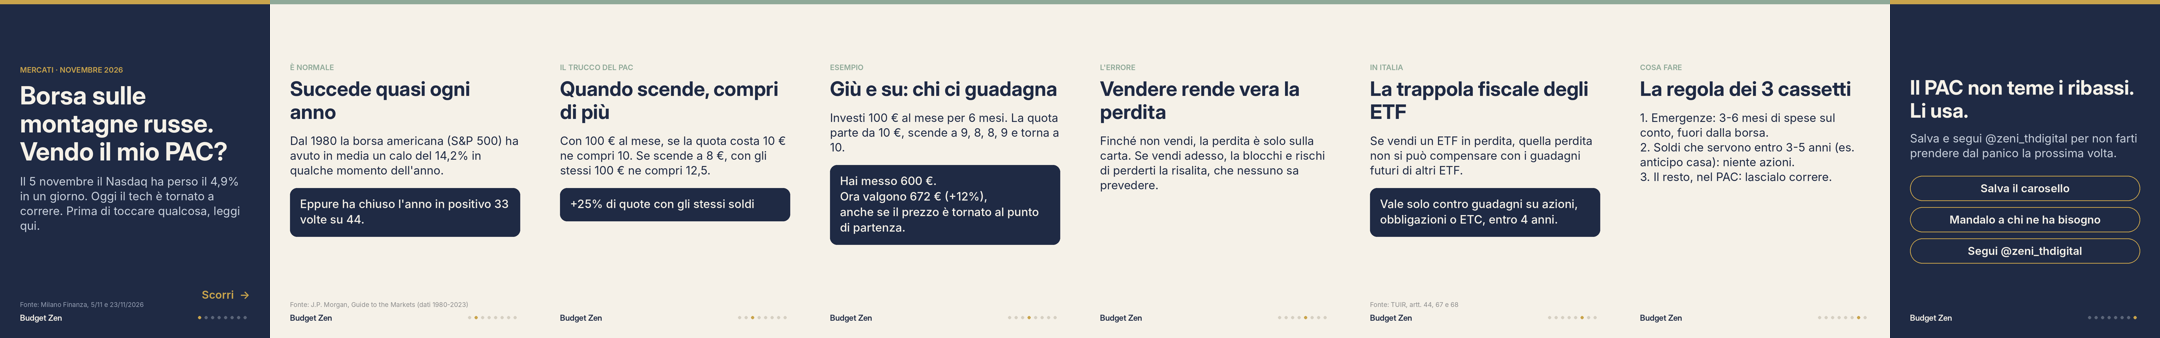 MERCATI · NOVEMBRE 2026
Borsa sulle
montagne russe.
Vendo il mio PAC?
Il 5 novembre il Nasdaq ha perso il 4,9%
in un giorno. Oggi il tech è tornato a
correre. Prima di toccare qualcosa, leggi
qui.
Scorri →
Fonte: Milano Finanza, 5/11 e 23/11/2026
Budget Zen
È NORMALE
Succede quasi ogni
anno
Dal 1980 la borsa americana (S&P 500) ha
avuto in media un calo del 14,2% in
qualche momento dell'anno.
Eppure ha chiuso l'anno in positivo 33
volte su 44.
Fonte: J.P. Morgan, Guide to the Markets (dati 1980-2023)
Budget Zen
IL TRUCCO DEL PAC
Quando scende, compri
di più
Con 100 € al mese, se la quota costa 10 €
ne compri 10. Se scende a 8 €, con gli
stessi 100 € ne compri 12,5.
+25% di quote con gli stessi soldi
Budget Zen
ESEMPIO
Giù e su: chi ci guadagna
Investi 100 € al mese per 6 mesi. La quota
parte da 10 €, scende a 9, 8, 8, 9 e torna a
10.
Hai messo 600 €.
Ora valgono 672 € (+12%),
anche se il prezzo è tornato al punto
di partenza.
Budget Zen
L'ERRORE
Vendere rende vera la
perdita
Finché non vendi, la perdita è solo sulla
carta. Se vendi adesso, la blocchi e rischi
di perderti la risalita, che nessuno sa
prevedere.
Budget Zen
IN ITALIA
La trappola fiscale degli
ETF
Se vendi un ETF in perdita, quella perdita
non si può compensare con i guadagni
futuri di altri ETF.
Vale solo contro guadagni su azioni,
obbligazioni o ETC, entro 4 anni.
Fonte: TUIR, artt. 44, 67 e 68
Budget Zen
COSA FARE
La regola dei 3 cassetti
1. Emergenze: 3-6 mesi di spese sul
conto, fuori dalla borsa.
2. Soldi che servono entro 3-5 anni (es.
anticipo casa): niente azioni.
3. Il resto, nel PAC: lascialo correre.
Budget Zen
Il PAC non teme i ribassi.
Li usa.
Salva e segui @zeni_thdigital per non farti
prendere dal panico la prossima volta.
Salva il carosello
Mandalo a chi ne ha bisogno
Segui @zeni_thdigital
Budget Zen